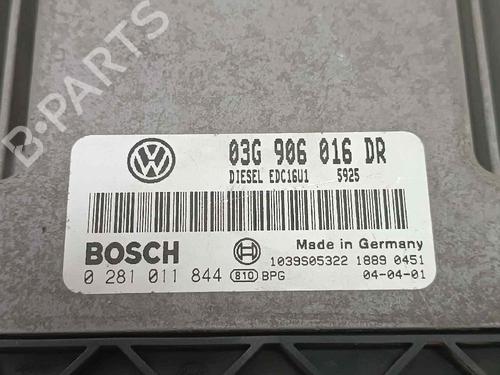 B-PARTS
03G 906 016 DR
DIESEL EDC16U1 5925
BOSCH
Made in Germany
1039S05322 1889 0451
0 281 011 844 810 BPG 04-04-01